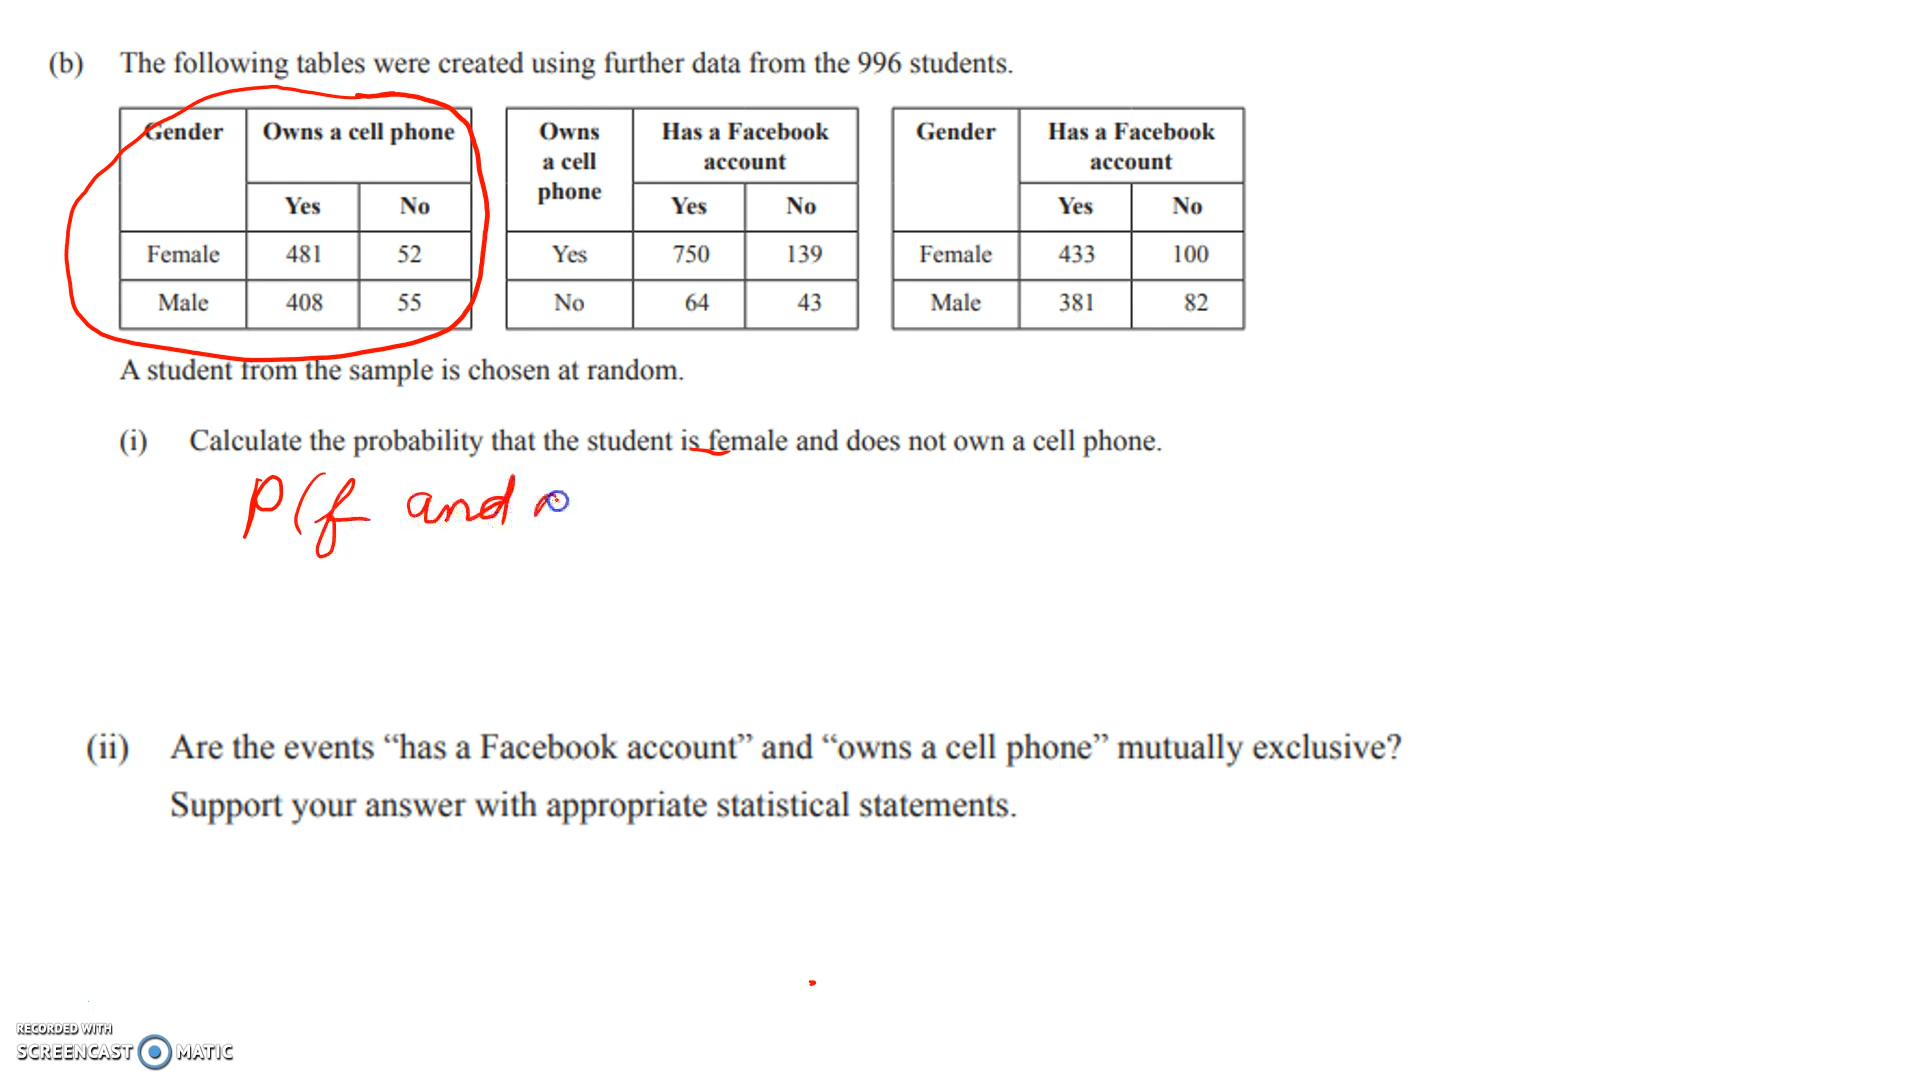 (b) The following tables were created using further data from the 996 students.
Gender Owns a cell phone
Yes No
Female 481 52
Male 408 55
Owns a cell phone Has a Facebook account
Yes No
Yes 750 139
No 64 43
Gender Has a Facebook account
Yes No
Female 433 100
Male 381 82
A student from the sample is chosen at random.
(i) Calculate the probability that the student is female and does not own a cell phone.
P(f and
(ii) Are the events “has a Facebook account” and “owns a cell phone” mutually exclusive?
Support your answer with appropriate statistical statements.
RECORDED WITH
SCREENCAST MATIC